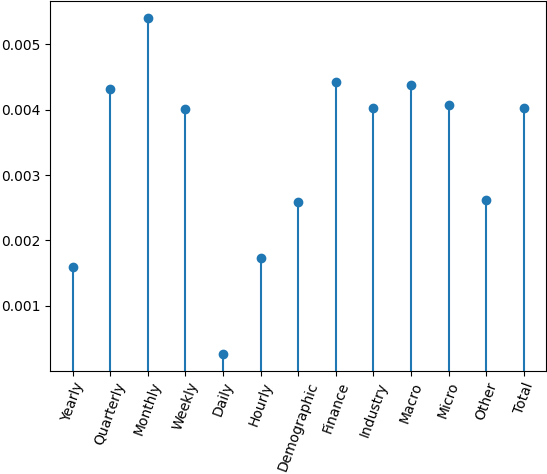 0.005
0.004
0.003
0.002
0.001
Yearly
Quarterly
Monthly
Weekly
Daily
Hourly
Demographic
Finance
Industry
Macro
Micro
Other
Total